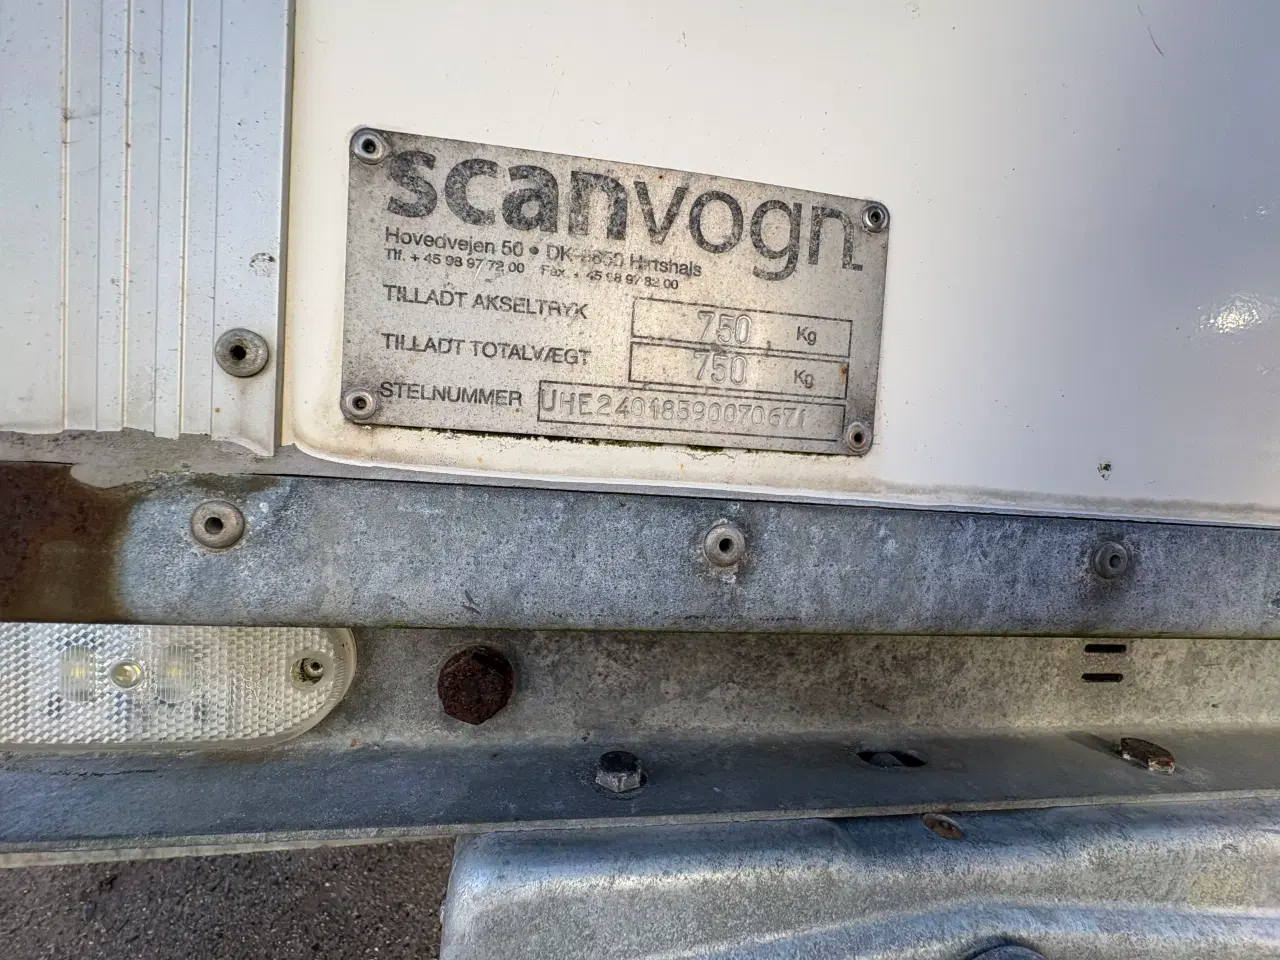 scanvogn
Hovedvejen 50 • DK-9850 Hirtshals
Tlf. + 45 98 97 72 00 Fax + 45 98 97 82 00
TILLADT AKSELTRYK 750 Kg
TILLADT TOTALVÆGT 750 Kg
STELNUMMER UHE24018590070671